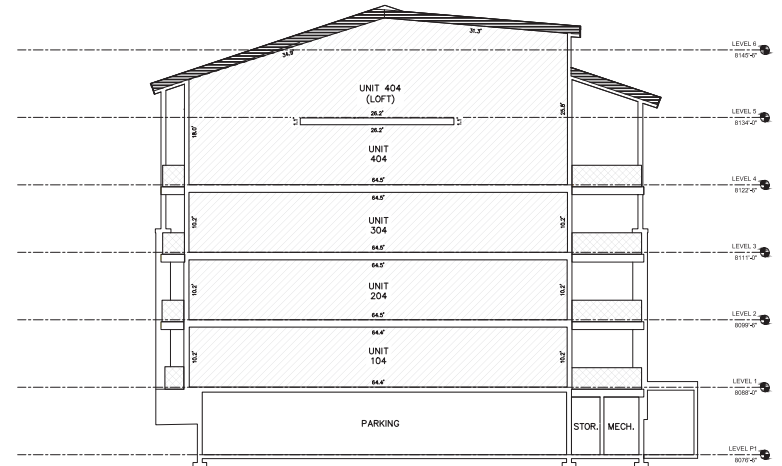 31.3'
LEVEL 6
8145'-6"
34.9'
UNIT 404
(LOFT)
25.8'
26.2'
LEVEL 5
8134'-0"
26.2'
18.0'
UNIT
404
LEVEL 4
64.5'
8122'-6"
64.5'
UNIT
304
10.2'
10.2'
LEVEL 3
64.5'
8111'-0"
64.5'
UNIT
204
10.2'
10.2'
LEVEL 2
64.5'
8099'-6"
64.4'
UNIT
104
10.2'
10.2'
LEVEL 1
64.4'
8088'-0"
PARKING
STOR.
MECH.
LEVEL P1
8076'-6"